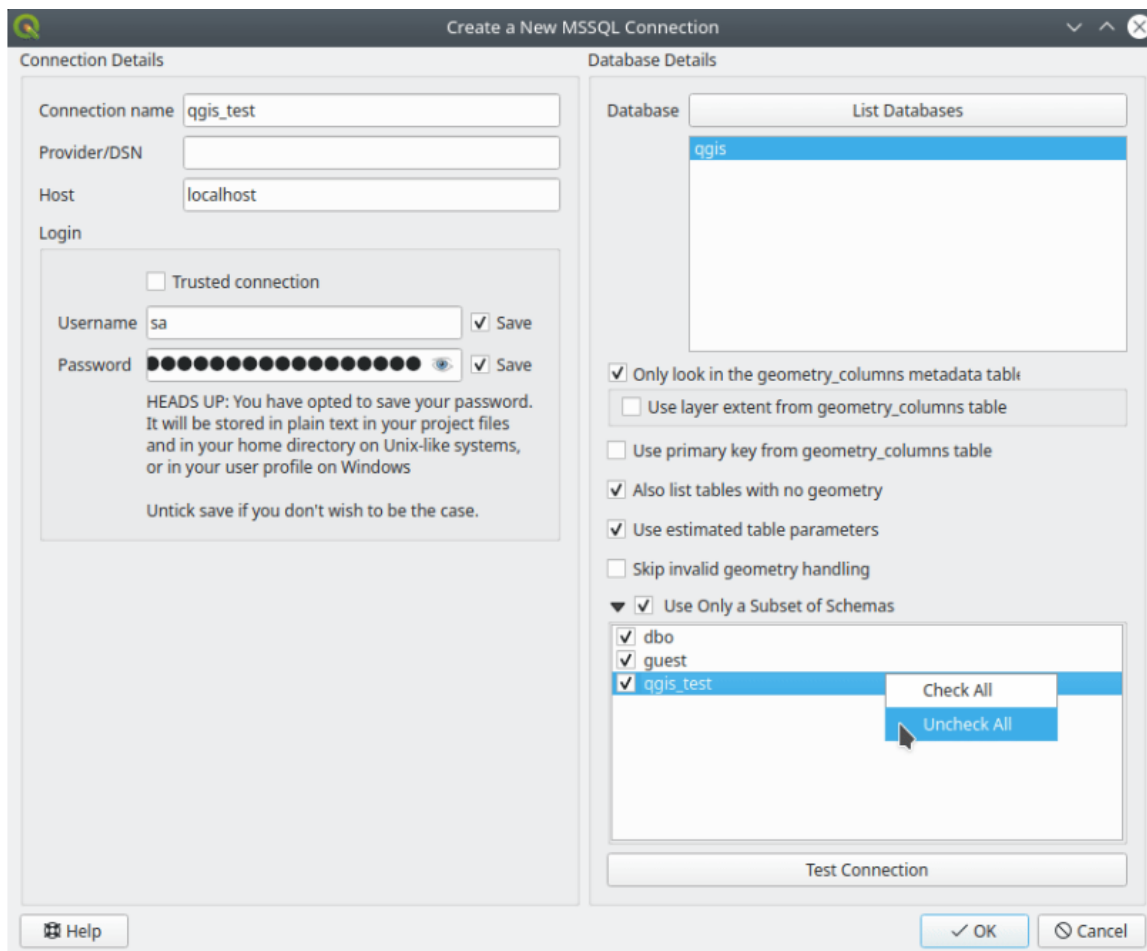 Create a New MSSQL Connection
Connection Details
Connection name qgis_test
Provider/DSN
Host localhost
Login
Trusted connection
Username sa Save
Password ●●●●●●●●●●●●●●●●●● Save
HEADS UP: You have opted to save your password.
It will be stored in plain text in your project files
and in your home directory on Unix-like systems,
or in your user profile on Windows
Untick save if you don't wish to be the case.
Database Details
Database List Databases
qgis
Only look in the geometry_columns metadata table
Use layer extent from geometry_columns table
Use primary key from geometry_columns table
Also list tables with no geometry
Use estimated table parameters
Skip invalid geometry handling
Use Only a Subset of Schemas
dbo
guest
qgis_test
Check All
Uncheck All
Test Connection
Help
OK
Cancel